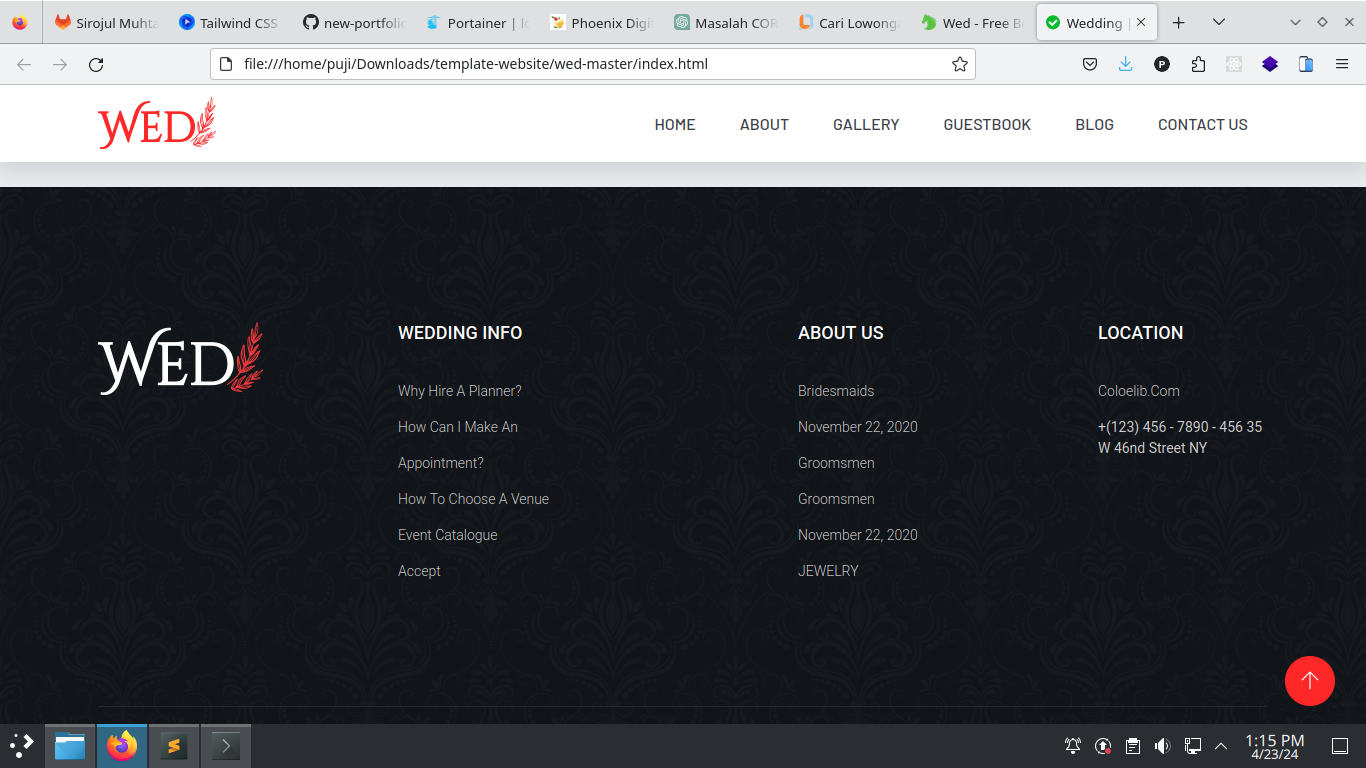 Sirojul Muhta
Tailwind CSS
new-portfolio
Portainer | lo
Phoenix Digi
Masalah COR
Cari Lowong
Wed - Free B
Wedding |
file:///home/puji/Downloads/template-website/wed-master/index.html
P
WED
HOME
ABOUT
GALLERY
GUESTBOOK
BLOG
CONTACT US
WED
WEDDING INFO
Why Hire A Planner?
How Can I Make An
Appointment?
How To Choose A Venue
Event Catalogue
Accept
ABOUT US
Bridesmaids
November 22, 2020
Groomsmen
Groomsmen
November 22, 2020
JEWELRY
LOCATION
Coloelib.Com
+(123) 456 - 7890 - 456 35
W 46nd Street NY
1:15 PM
4/23/24